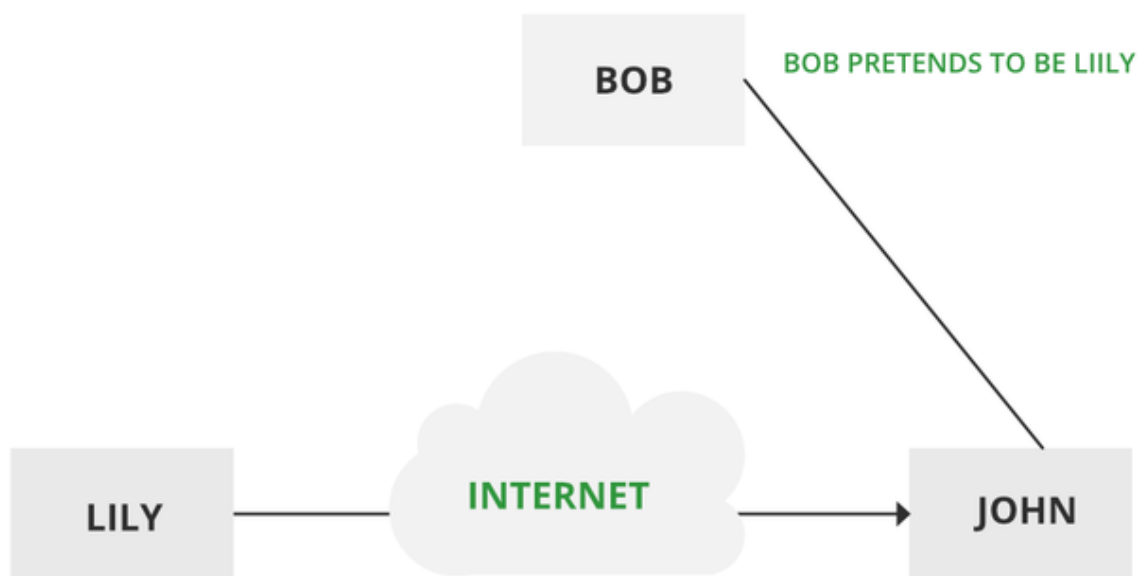 BOB
BOB PRETENDS TO BE LIILY
INTERNET
LILY
JOHN